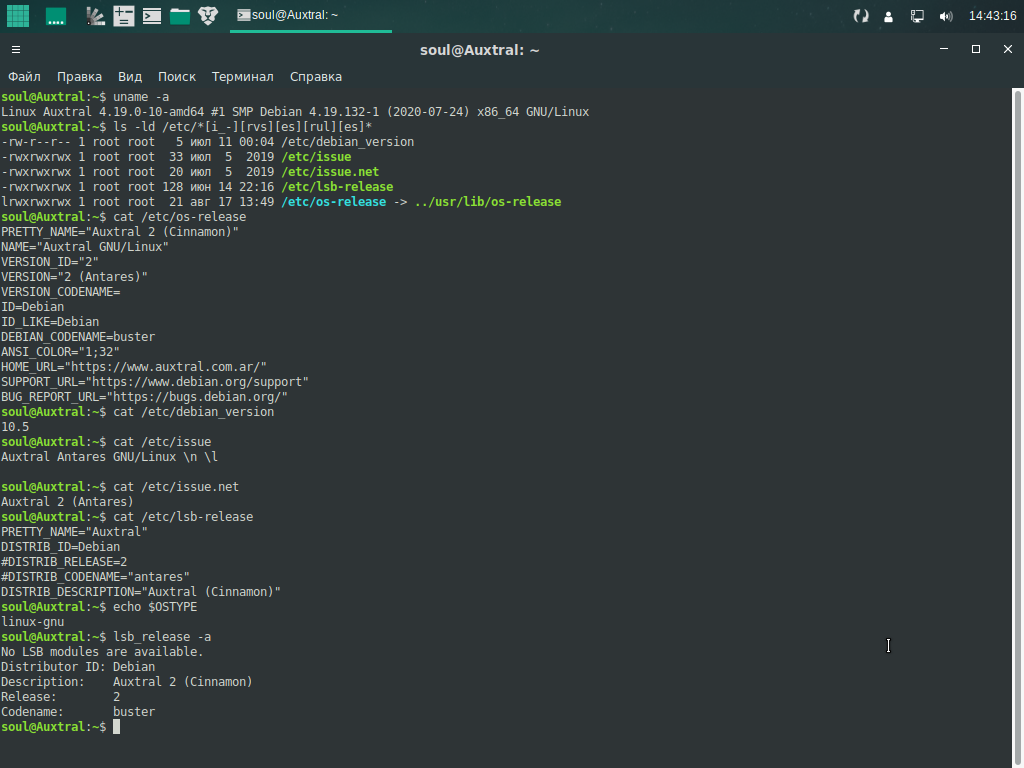 soul@Auxtral: ~
14:43:16
soul@Auxtral: ~
Файл Правка Вид Поиск Терминал Справка
soul@Auxtral:~$ uname -a
Linux Auxtral 4.19.0-10-amd64 #1 SMP Debian 4.19.132-1 (2020-07-24) x86_64 GNU/Linux
soul@Auxtral:~$ ls -ld /etc/*[i_-][rvs][es][rul][es]*
-rw-r--r-- 1 root root   5 июл 11 00:04 /etc/debian_version
-rwxrwxrwx 1 root root  33 июл  5  2019 /etc/issue
-rwxrwxrwx 1 root root  20 июл  5  2019 /etc/issue.net
-rwxrwxrwx 1 root root 128 июн 14 22:16 /etc/lsb-release
lrwxrwxrwx 1 root root  21 авг 17 13:49 /etc/os-release -> ../usr/lib/os-release
soul@Auxtral:~$ cat /etc/os-release
PRETTY_NAME="Auxtral 2 (Cinnamon)"
NAME="Auxtral GNU/Linux"
VERSION_ID="2"
VERSION="2 (Antares)"
VERSION_CODENAME=
ID=Debian
ID_LIKE=Debian
DEBIAN_CODENAME=buster
ANSI_COLOR="1;32"
HOME_URL="https://www.auxtral.com.ar/"
SUPPORT_URL="https://www.debian.org/support"
BUG_REPORT_URL="https://bugs.debian.org/"
soul@Auxtral:~$ cat /etc/debian_version
10.5
soul@Auxtral:~$ cat /etc/issue
Auxtral Antares GNU/Linux \n \l
soul@Auxtral:~$ cat /etc/issue.net
Auxtral 2 (Antares)
soul@Auxtral:~$ cat /etc/lsb-release
PRETTY_NAME="Auxtral"
DISTRIB_ID=Debian
#DISTRIB_RELEASE=2
#DISTRIB_CODENAME="antares"
DISTRIB_DESCRIPTION="Auxtral (Cinnamon)"
soul@Auxtral:~$ echo $OSTYPE
linux-gnu
soul@Auxtral:~$ lsb_release -a
No LSB modules are available.
Distributor ID: Debian
Description:    Auxtral 2 (Cinnamon)
Release:        2
Codename:       buster
soul@Auxtral:~$